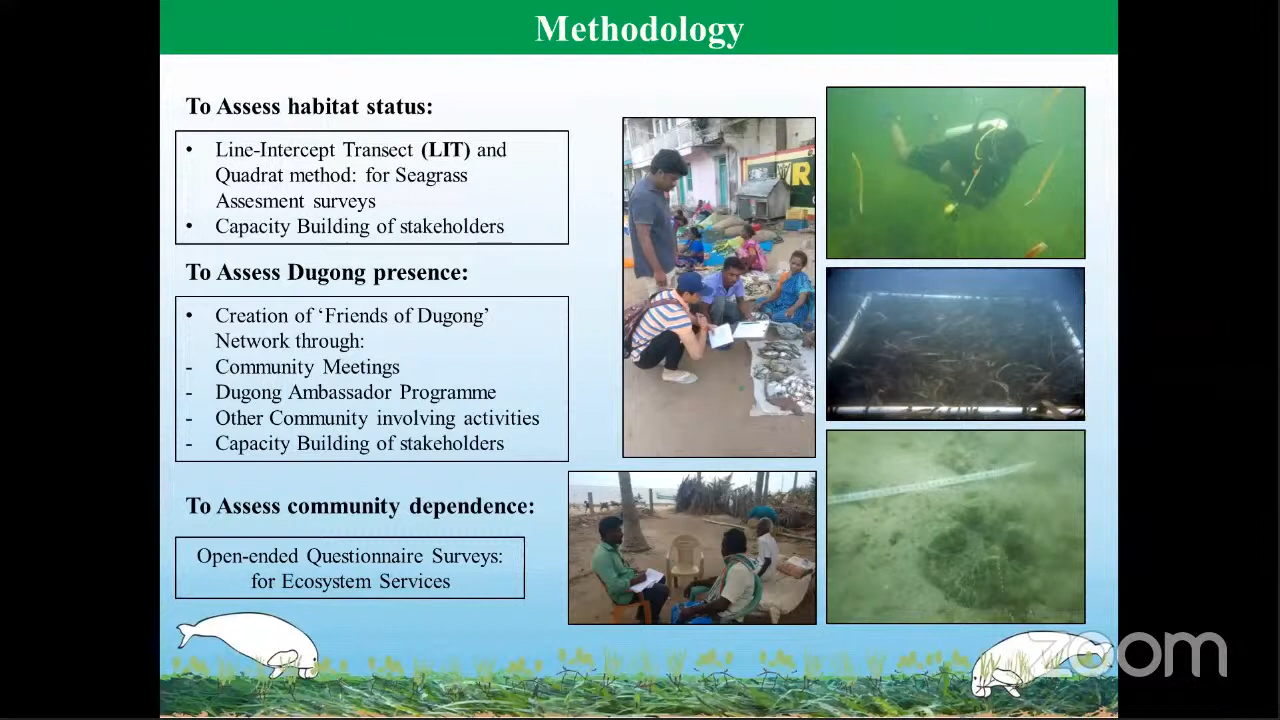 Methodology
To Assess habitat status:
• Line-Intercept Transect (LIT) and
Quadrat method: for Seagrass
Assesment surveys
• Capacity Building of stakeholders
To Assess Dugong presence:
• Creation of ‘Friends of Dugong’
Network through:
- Community Meetings
- Dugong Ambassador Programme
- Other Community involving activities
- Capacity Building of stakeholders
To Assess community dependence:
Open-ended Questionnaire Surveys:
for Ecosystem Services
zoom